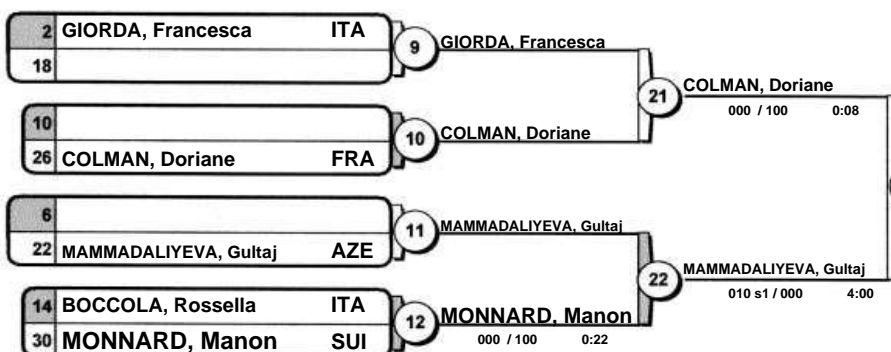 2 GIORDA, Francesca ITA
18
9
GIORDA, Francesca
10
26 COLMAN, Doriane FRA
10
COLMAN, Doriane
21
COLMAN, Doriane
000 / 100 0:08
6
22 MAMMADALIYEVA, Gultaj AZE
11
MAMMADALIYEVA, Gultaj
14 BOCCOLA, Rossella ITA
30 MONNARD, Manon SUI
12
MONNARD, Manon
000 / 100 0:22
22
MAMMADALIYEVA, Gultaj
010 s1 / 000 4:00